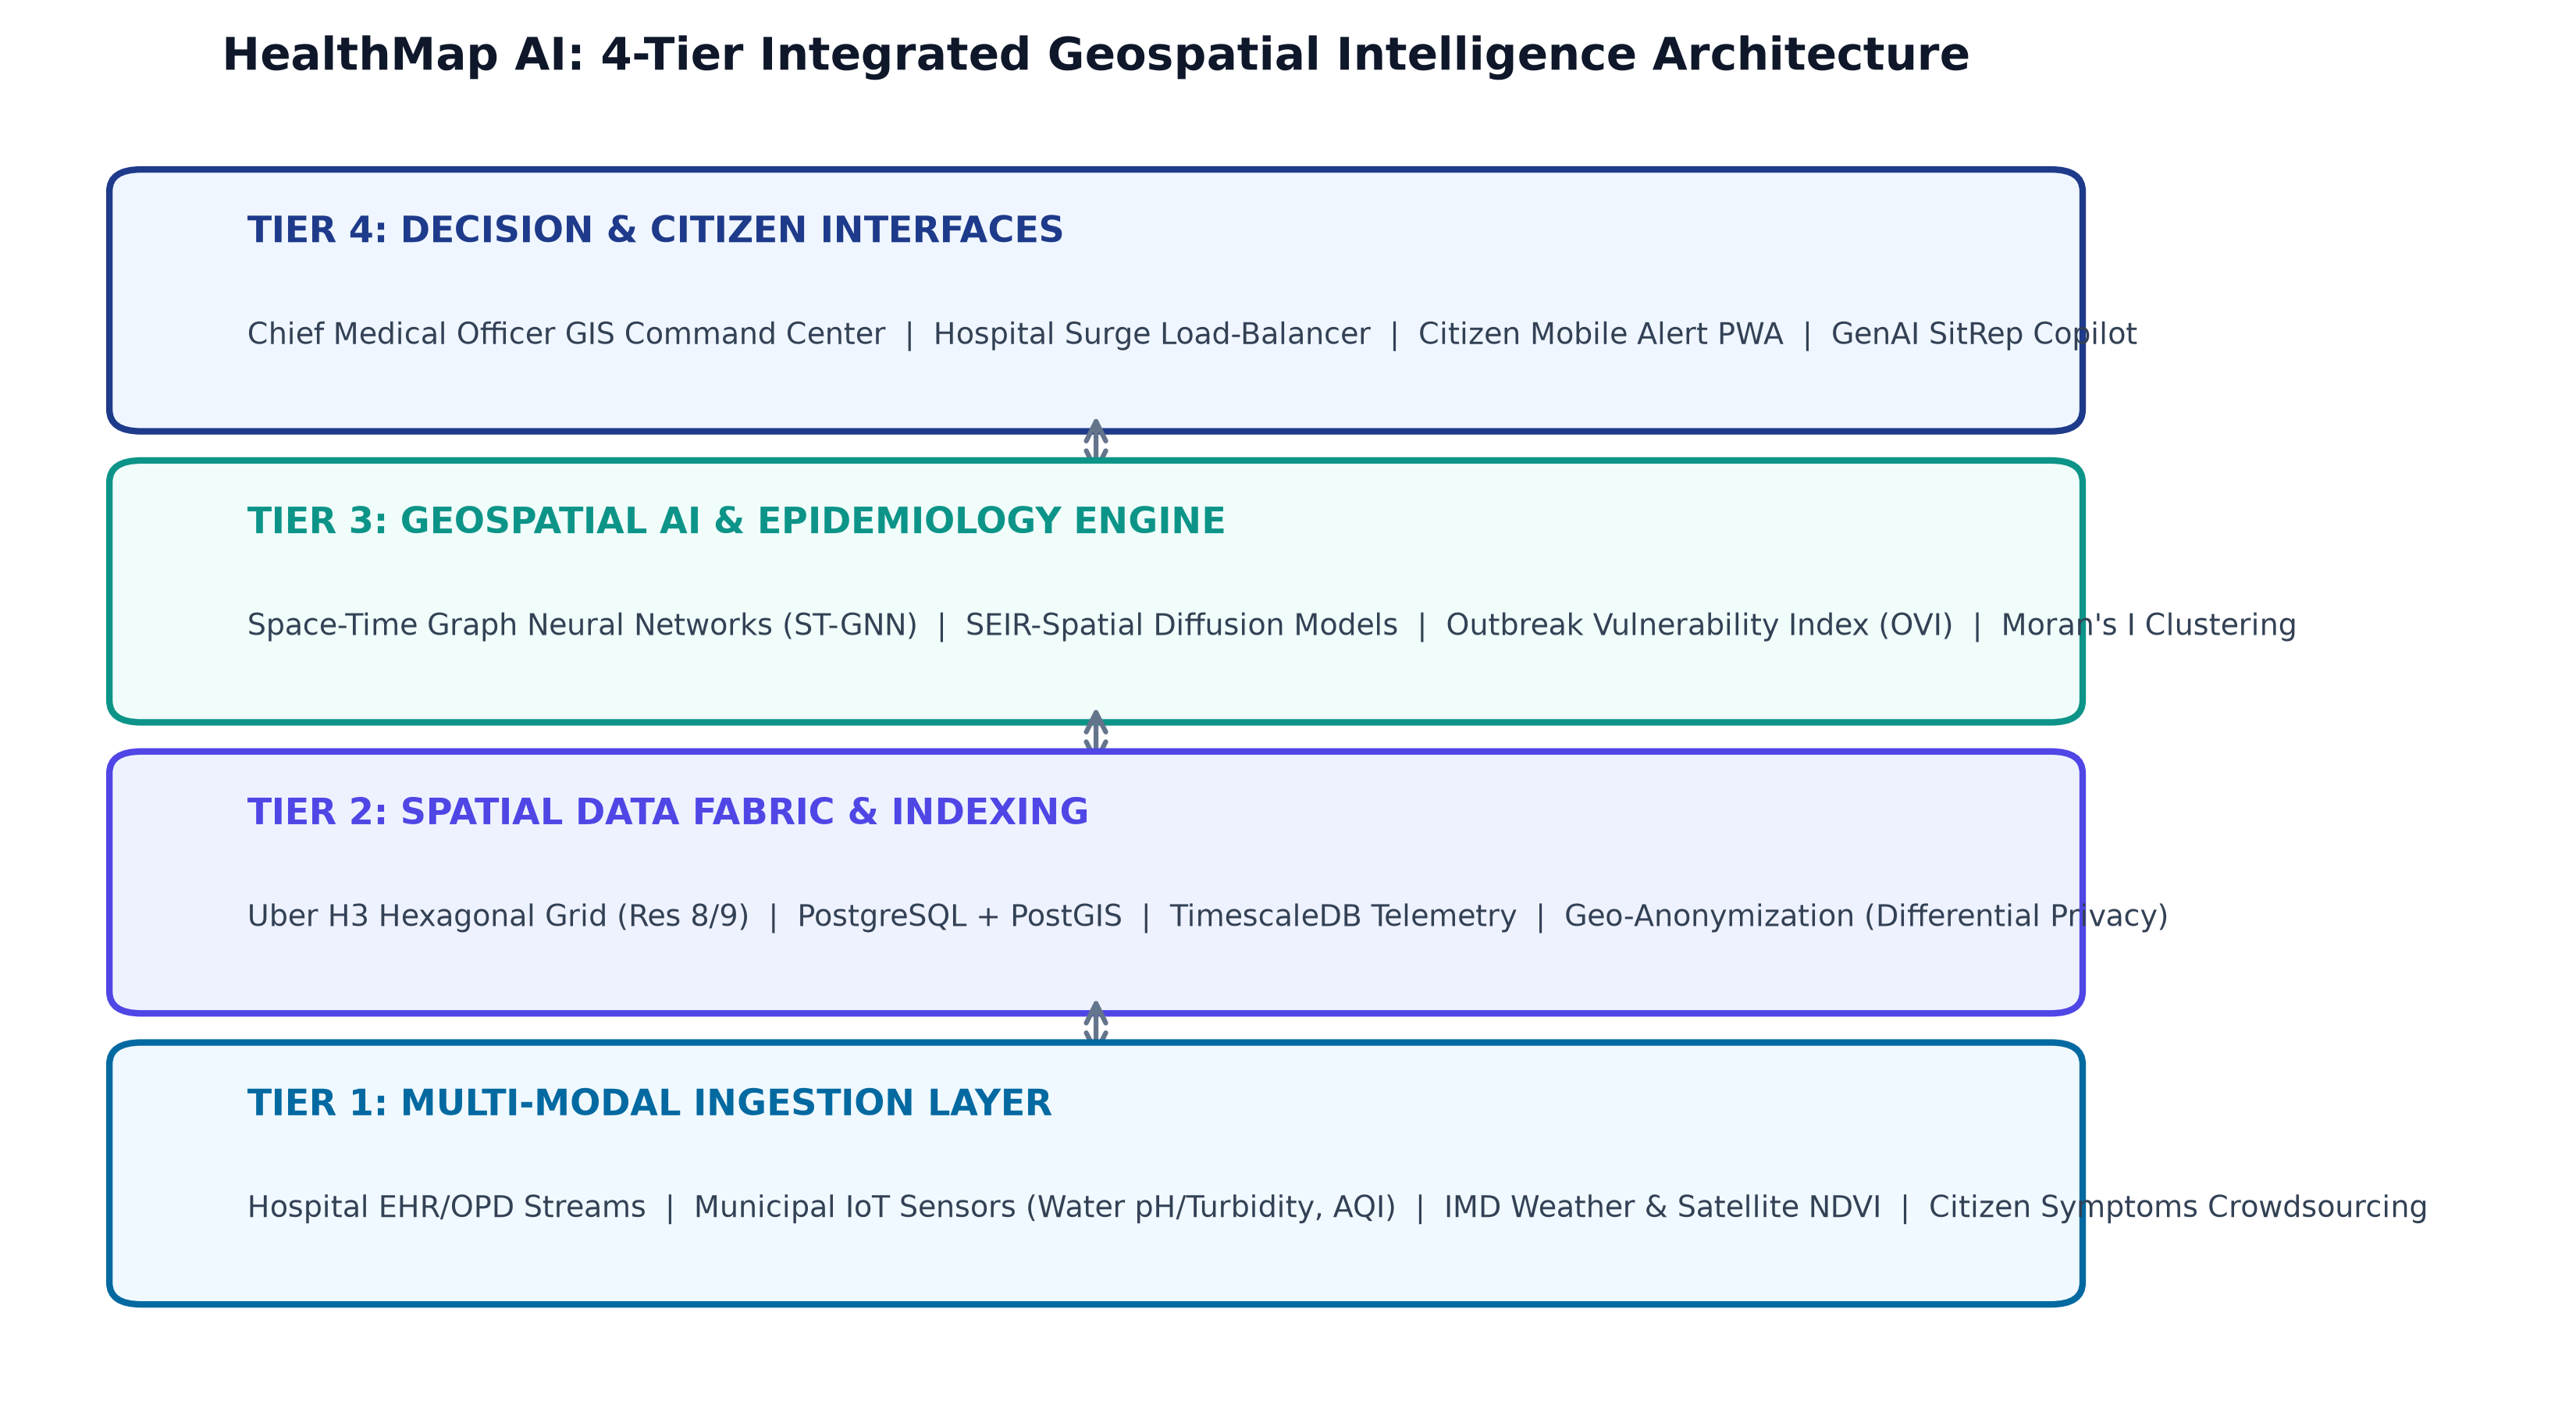 HealthMap AI: 4-Tier Integrated Geospatial Intelligence Architecture
TIER 4: DECISION & CITIZEN INTERFACES
Chief Medical Officer GIS Command Center | Hospital Surge Load-Balancer | Citizen Mobile Alert PWA | GenAI SitRep Copilot
TIER 3: GEOSPATIAL AI & EPIDEMIOLOGY ENGINE
Space-Time Graph Neural Networks (ST-GNN) | SEIR-Spatial Diffusion Models | Outbreak Vulnerability Index (OVI) | Moran's I Clustering
TIER 2: SPATIAL DATA FABRIC & INDEXING
Uber H3 Hexagonal Grid (Res 8/9) | PostgreSQL + PostGIS | TimescaleDB Telemetry | Geo-Anonymization (Differential Privacy)
TIER 1: MULTI-MODAL INGESTION LAYER
Hospital EHR/OPD Streams | Municipal IoT Sensors (Water pH/Turbidity, AQI) | IMD Weather & Satellite NDVI | Citizen Symptoms Crowdsourcing